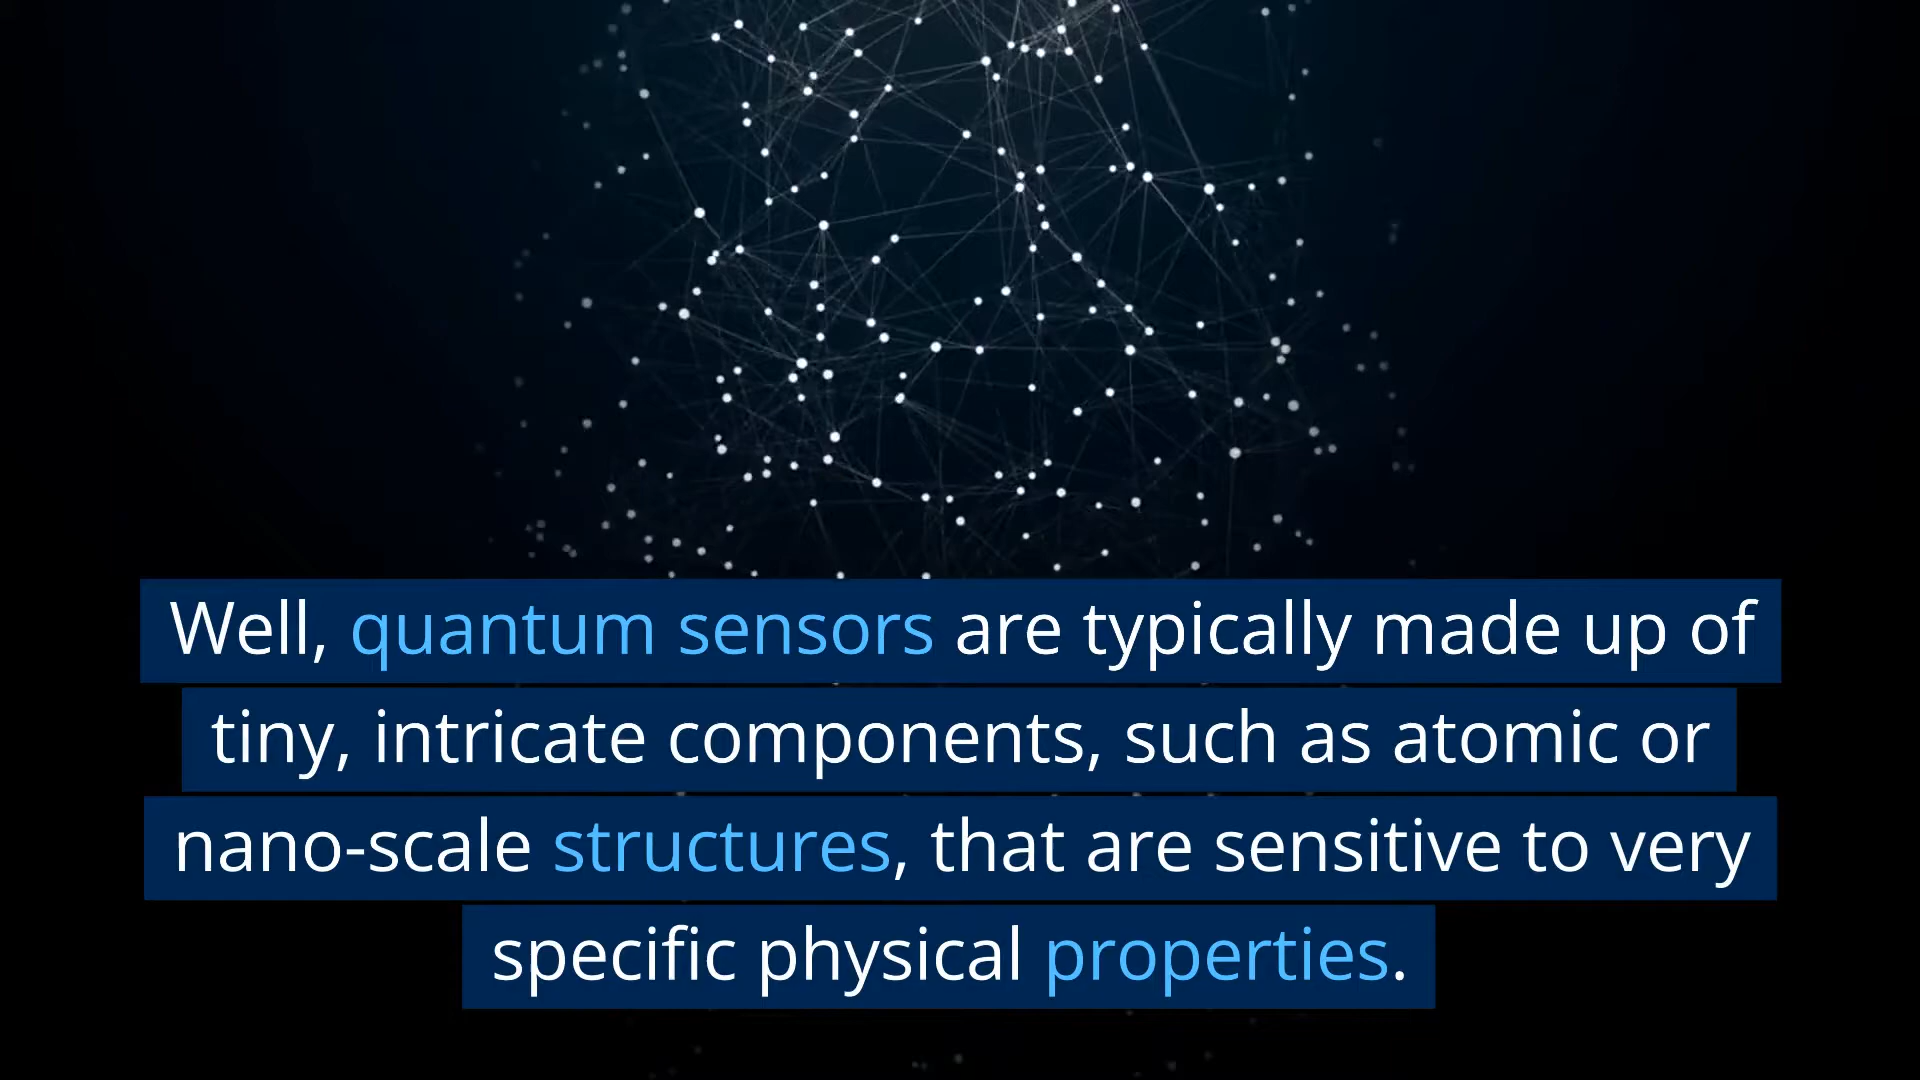 Well, quantum sensors are typically made up of
tiny, intricate components, such as atomic or
nano-scale structures, that are sensitive to very
specific physical properties.